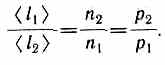 ⟨l₁⟩/⟨l₂⟩ = n₂/n₁ = p₂/p₁.